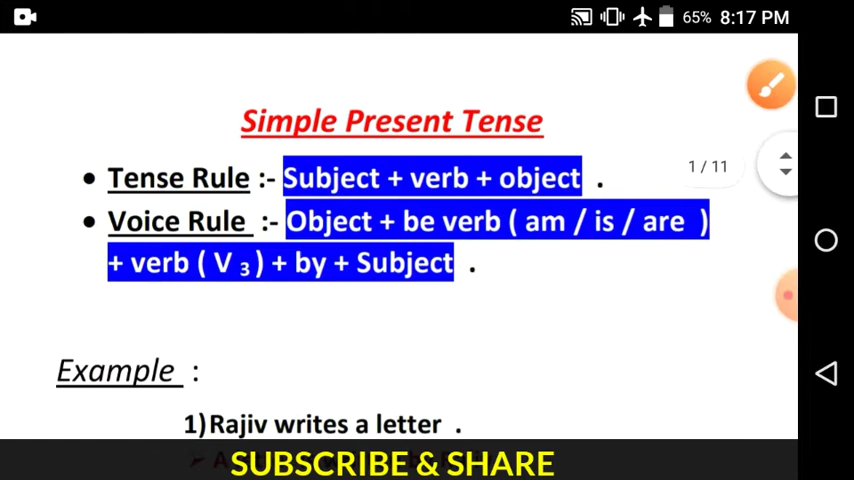 65% 8:17 PM
Simple Present Tense
1 / 11
• Tense Rule :- Subject + verb + object .
• Voice Rule :- Object + be verb ( am / is / are )
+ verb ( V 3 ) + by + Subject .
Example :
1)Rajiv writes a letter .
SUBSCRIBE & SHARE